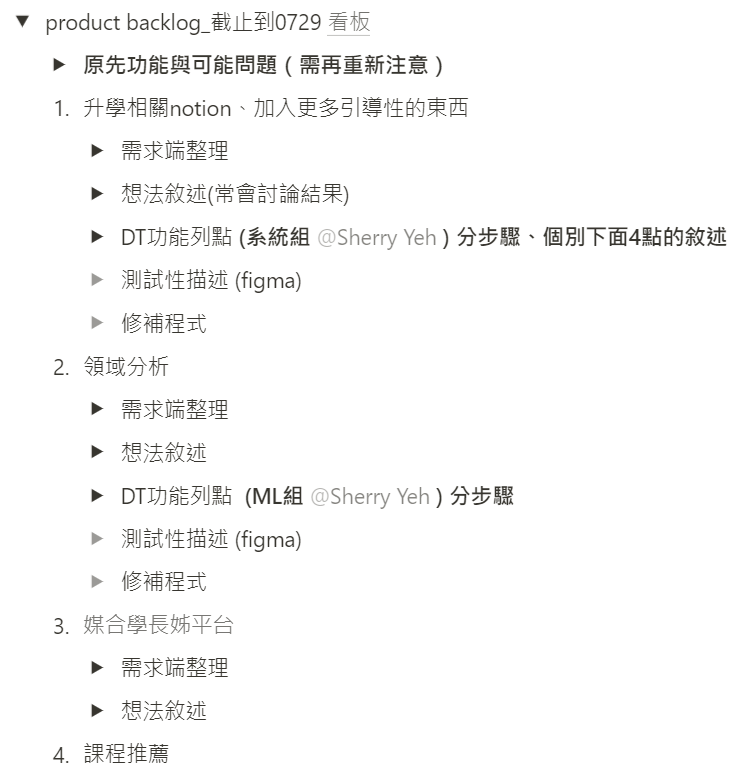 product backlog_截止到0729 看板
原先功能與可能問題 ( 需再重新注意 )
1. 升學相關notion、加入更多引導性的東西
需求端整理
想法敘述(常會討論結果)
DT功能列點 (系統組 @Sherry Yeh ) 分步驟、個別下面4點的敘述
測試性描述 (figma)
修補程式
2. 領域分析
需求端整理
想法敘述
DT功能列點 (ML組 @Sherry Yeh ) 分步驟
測試性描述 (figma)
修補程式
3. 媒合學長姊平台
需求端整理
想法敘述
4. 課程推薦